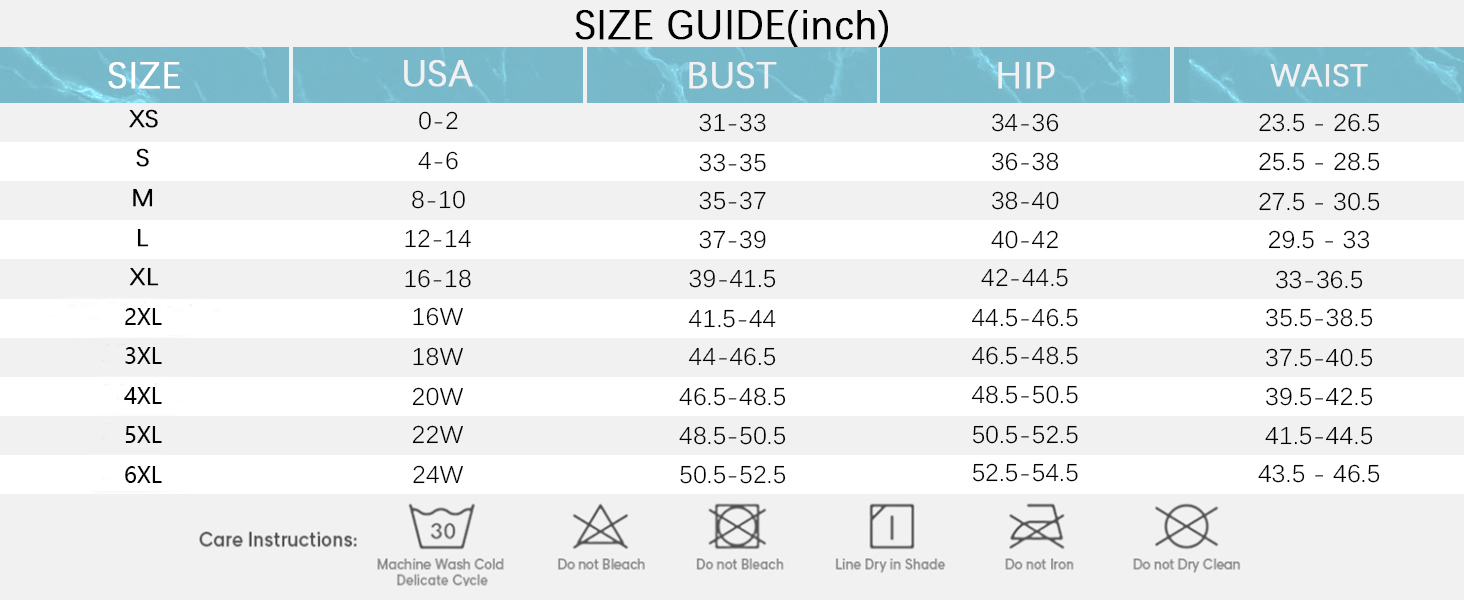 SIZE GUIDE(inch)
SIZE USA BUST HIP WAIST
XS 0-2 31-33 34-36 23.5 - 26.5
S 4-6 33-35 36-38 25.5 - 28.5
M 8-10 35-37 38-40 27.5 - 30.5
L 12-14 37-39 40-42 29.5 - 33
XL 16-18 39-41.5 42-44.5 33-36.5
2XL 16W 41.5-44 44.5-46.5 35.5-38.5
3XL 18W 44-46.5 46.5-48.5 37.5-40.5
4XL 20W 46.5-48.5 48.5-50.5 39.5-42.5
5XL 22W 48.5-50.5 50.5-52.5 41.5-44.5
6XL 24W 50.5-52.5 52.5-54.5 43.5 - 46.5
Care Instructions:
30
Machine Wash Cold
Delicate Cycle
Do not Bleach
Do not Bleach
Line Dry in Shade
Do not Iron
Do not Dry Clean